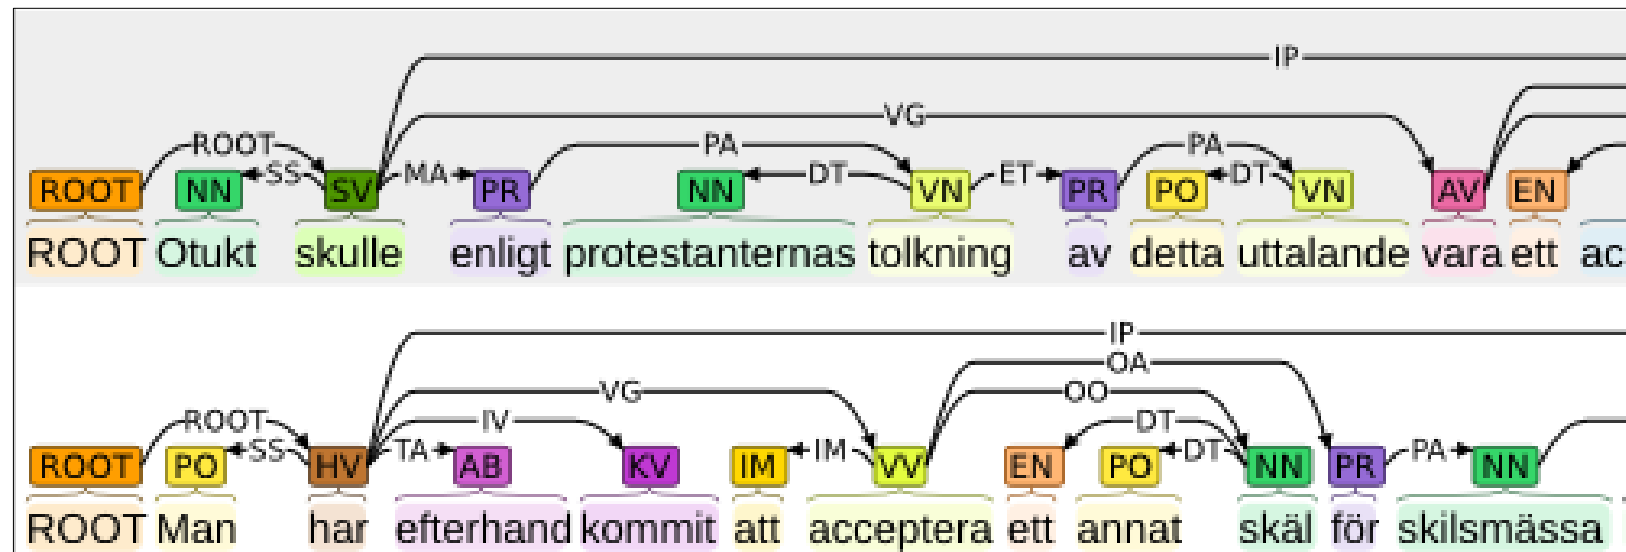 IP
VG
ROOT PA PA
SS MA DT ET DT
ROOT NN SV PR NN VN PR PO VN AV EN
ROOT Otukt skulle enligt protestanternas tolkning av detta uttalande vara ett
IP
OA
VG OO
ROOT IV DT
SS TA IM DT PA
ROOT PO HV AB KV IM VV EN PO NN PR NN
ROOT Man har efterhand kommit att acceptera ett annat skäl för skilsmässa